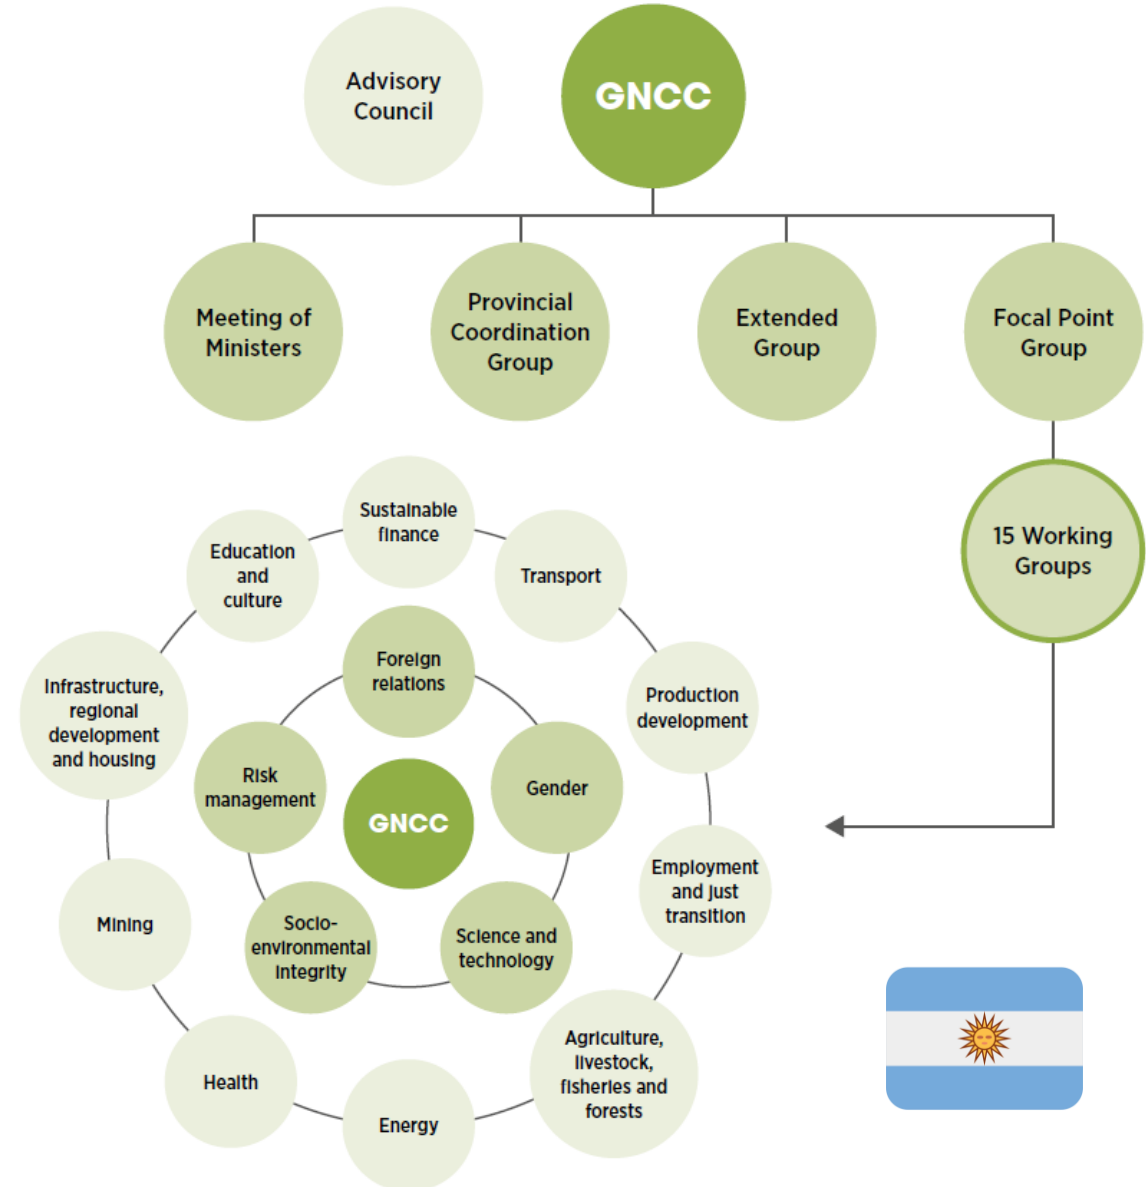 Advisory
Council
GNCC
Meeting of
Ministers
Provincial
Coordination
Group
Extended
Group
Focal Point
Group
15 Working
Groups
Sustainable
finance
Education
and
culture
Transport
Infrastructure,
regional
development
and housing
Foreign
relations
Production
development
Risk
management
GNCC
Gender
Employment
and just
transition
Mining
Socio-
environmental
integrity
Science and
technology
Health
Energy
Agriculture,
livestock,
fisheries and
forests